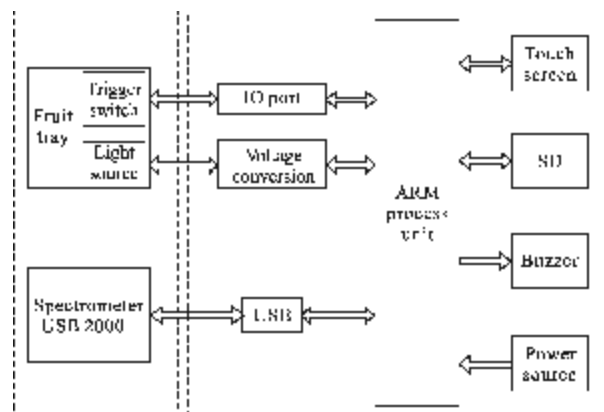 Fruit
tray
Trigger
switch
Light
source
IO port
Voltage
conversion
ARM
process
unit
Touch
screen
SD
Buzzer
Power
source
Spectrometer
USB 2000
USB